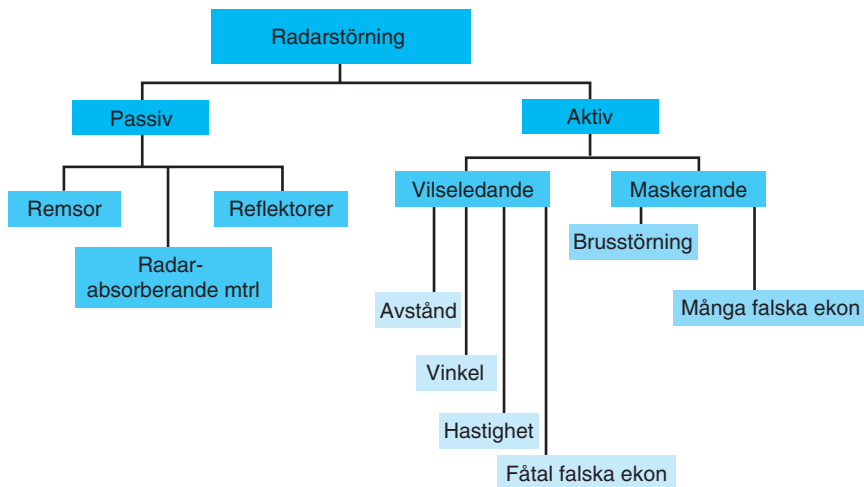 Radarstörning
Passiv
Aktiv
Vilseledande
Maskerande
Remsor
Reflektorer
Brusstörning
Radar-
absorberande mtrl
Avstånd
Många falska ekon
Vinkel
Hastighet
Fåtal falska ekon